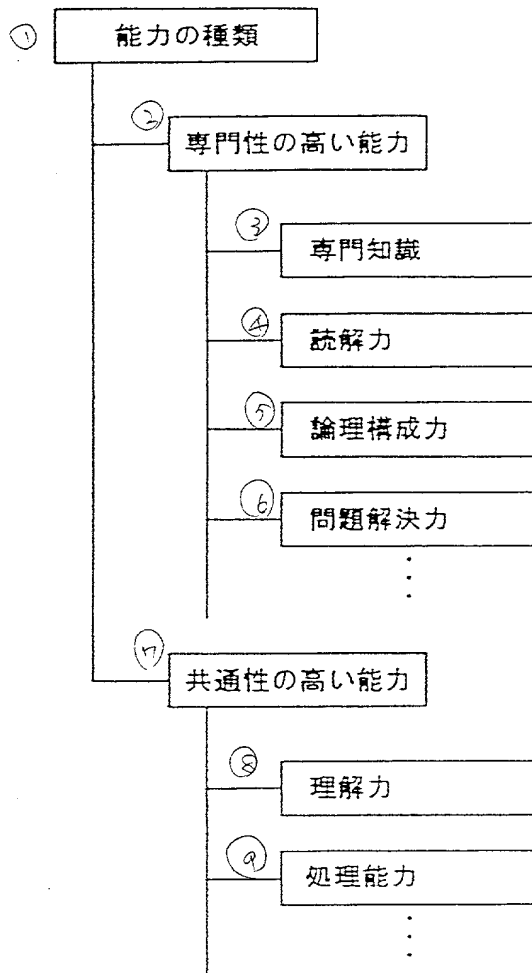 ① 能力の種類
② 専門性の高い能力
③ 専門知識
④ 読解力
⑤ 論理構成力
⑥ 問題解決力
⑦ 共通性の高い能力
⑧ 理解力
⑨ 処理能力